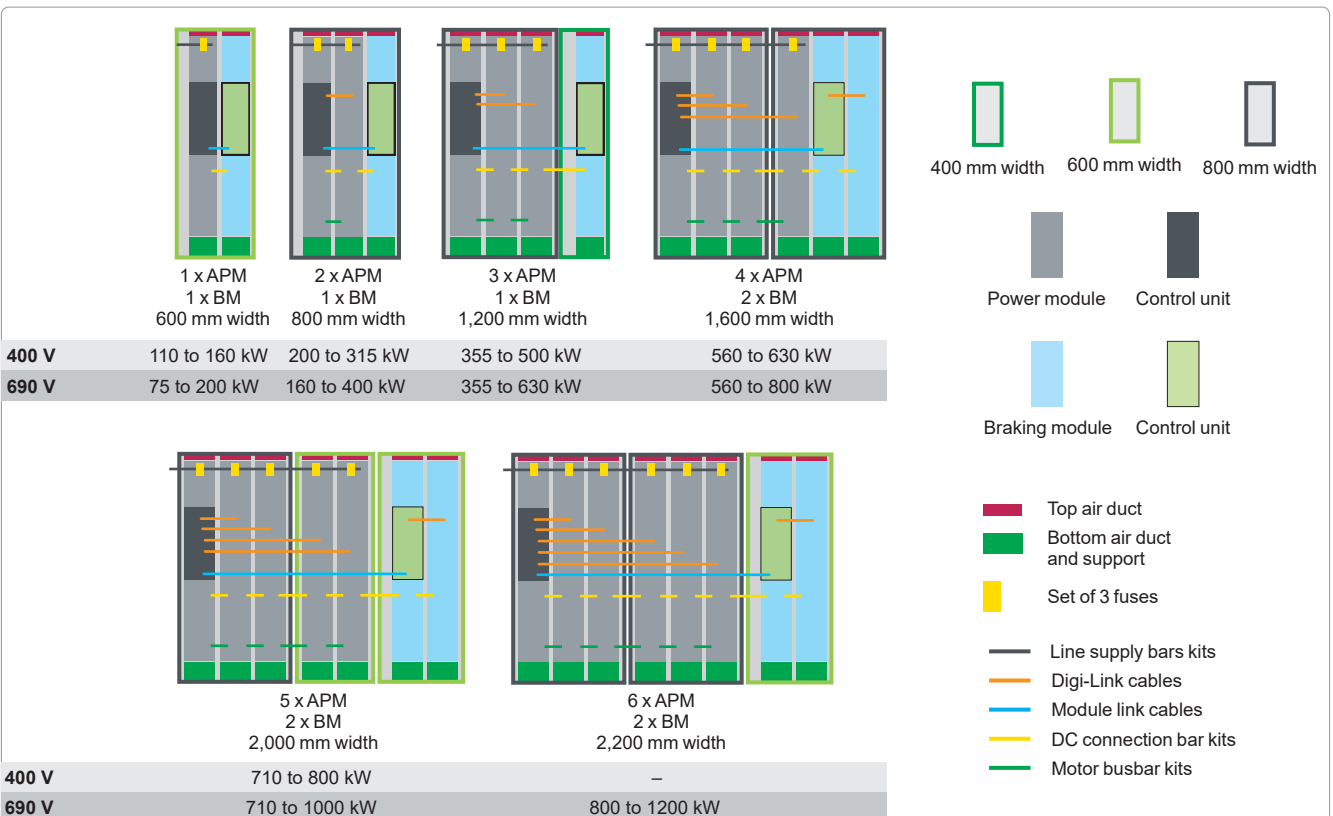 1 x APM
1 x BM
600 mm width
2 x APM
1 x BM
800 mm width
3 x APM
1 x BM
1,200 mm width
4 x APM
2 x BM
1,600 mm width
400 V 110 to 160 kW 200 to 315 kW 355 to 500 kW 560 to 630 kW
690 V 75 to 200 kW 160 to 400 kW 355 to 630 kW 560 to 800 kW
5 x APM
2 x BM
2,000 mm width
6 x APM
2 x BM
2,200 mm width
400 V 710 to 800 kW –
690 V 710 to 1000 kW 800 to 1200 kW
400 mm width 600 mm width 800 mm width
Power module Control unit
Braking module Control unit
Top air duct
Bottom air duct
and support
Set of 3 fuses
Line supply bars kits
Digi-Link cables
Module link cables
DC connection bar kits
Motor busbar kits